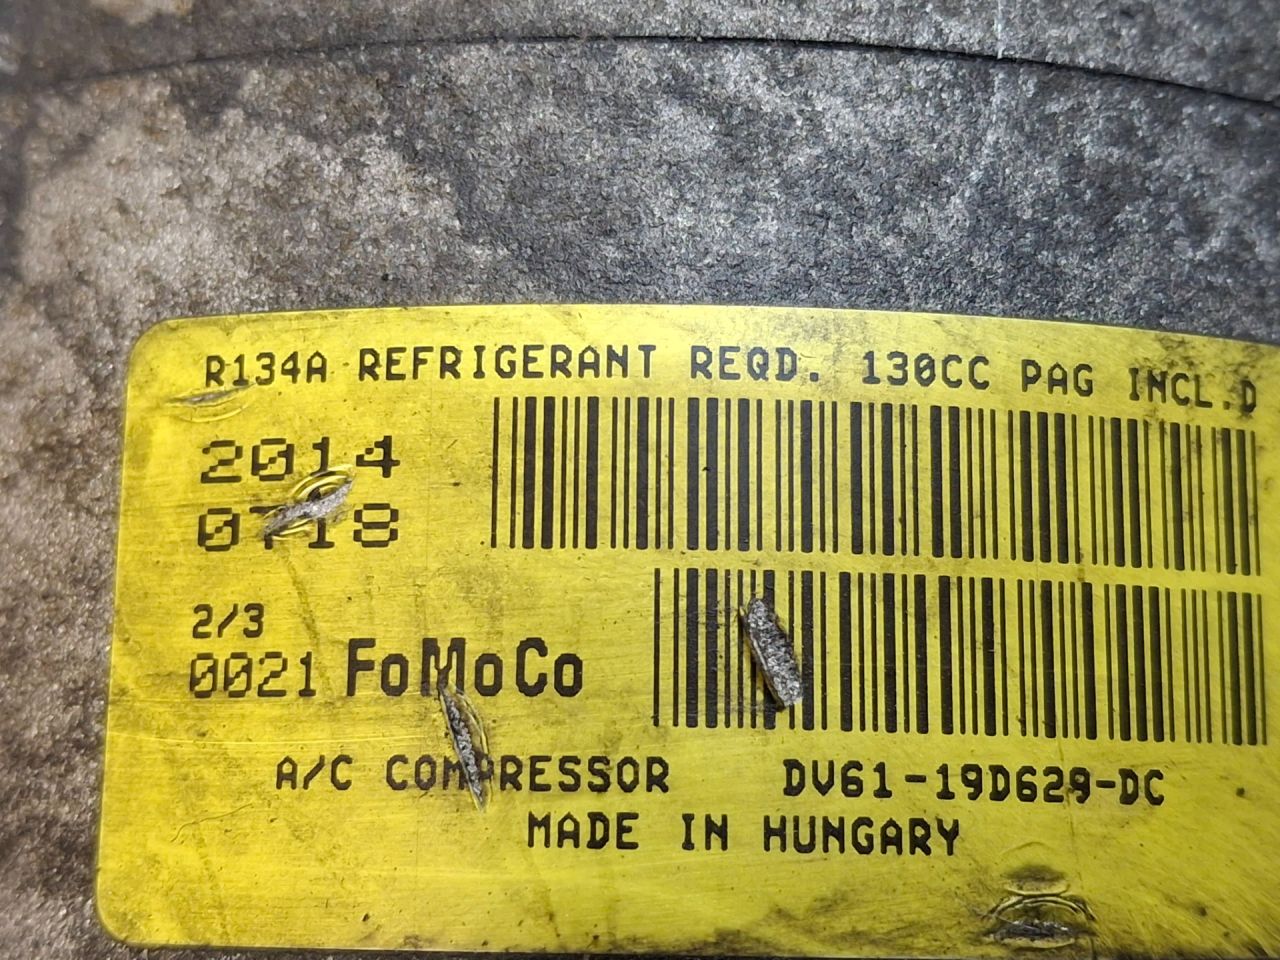 R134A REFRIGERANT REQD. 130CC PAG INCL.D
2014
0718
2/3
0021 FoMoCo
A/C COMPRESSOR DV61-19D629-DC
MADE IN HUNGARY